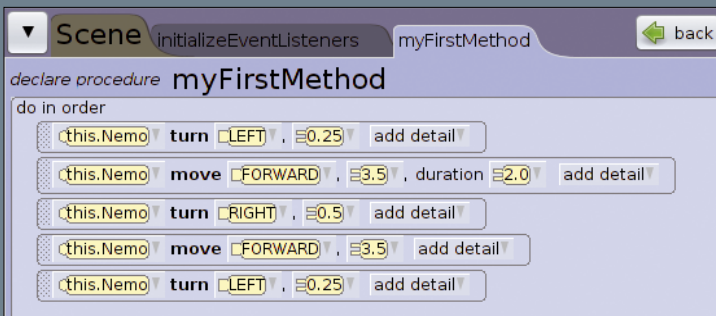 ▼ Scene initializeEventListeners myFirstMethod back
declare procedure myFirstMethod
do in order
this.Nemo turn LEFT , 0.25 add detail
this.Nemo move FORWARD , 3.5 , duration 2.0 add detail
this.Nemo turn RIGHT , 0.5 add detail
this.Nemo move FORWARD , 3.5 add detail
this.Nemo turn LEFT , 0.25 add detail